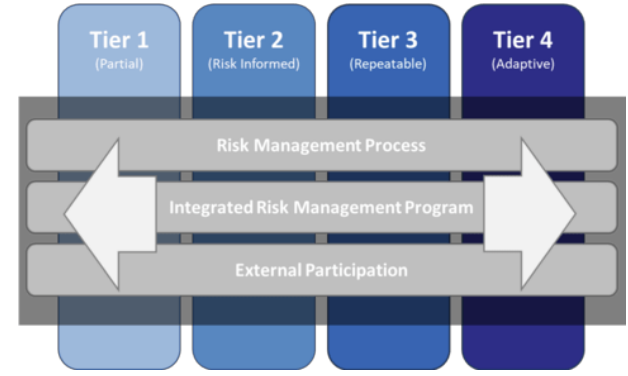 Tier 1
(Partial)
Tier 2
(Risk Informed)
Tier 3
(Repeatable)
Tier 4
(Adaptive)
Risk Management Process
Integrated Risk Management Program
External Participation